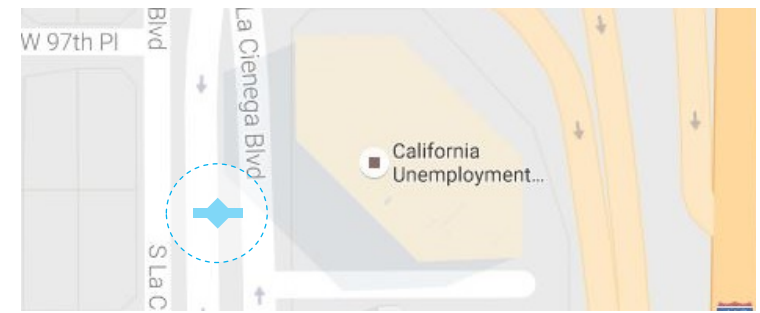 Blvd
W 97th Pl
La Cienega Blvd
California
Unemployment...
S La C